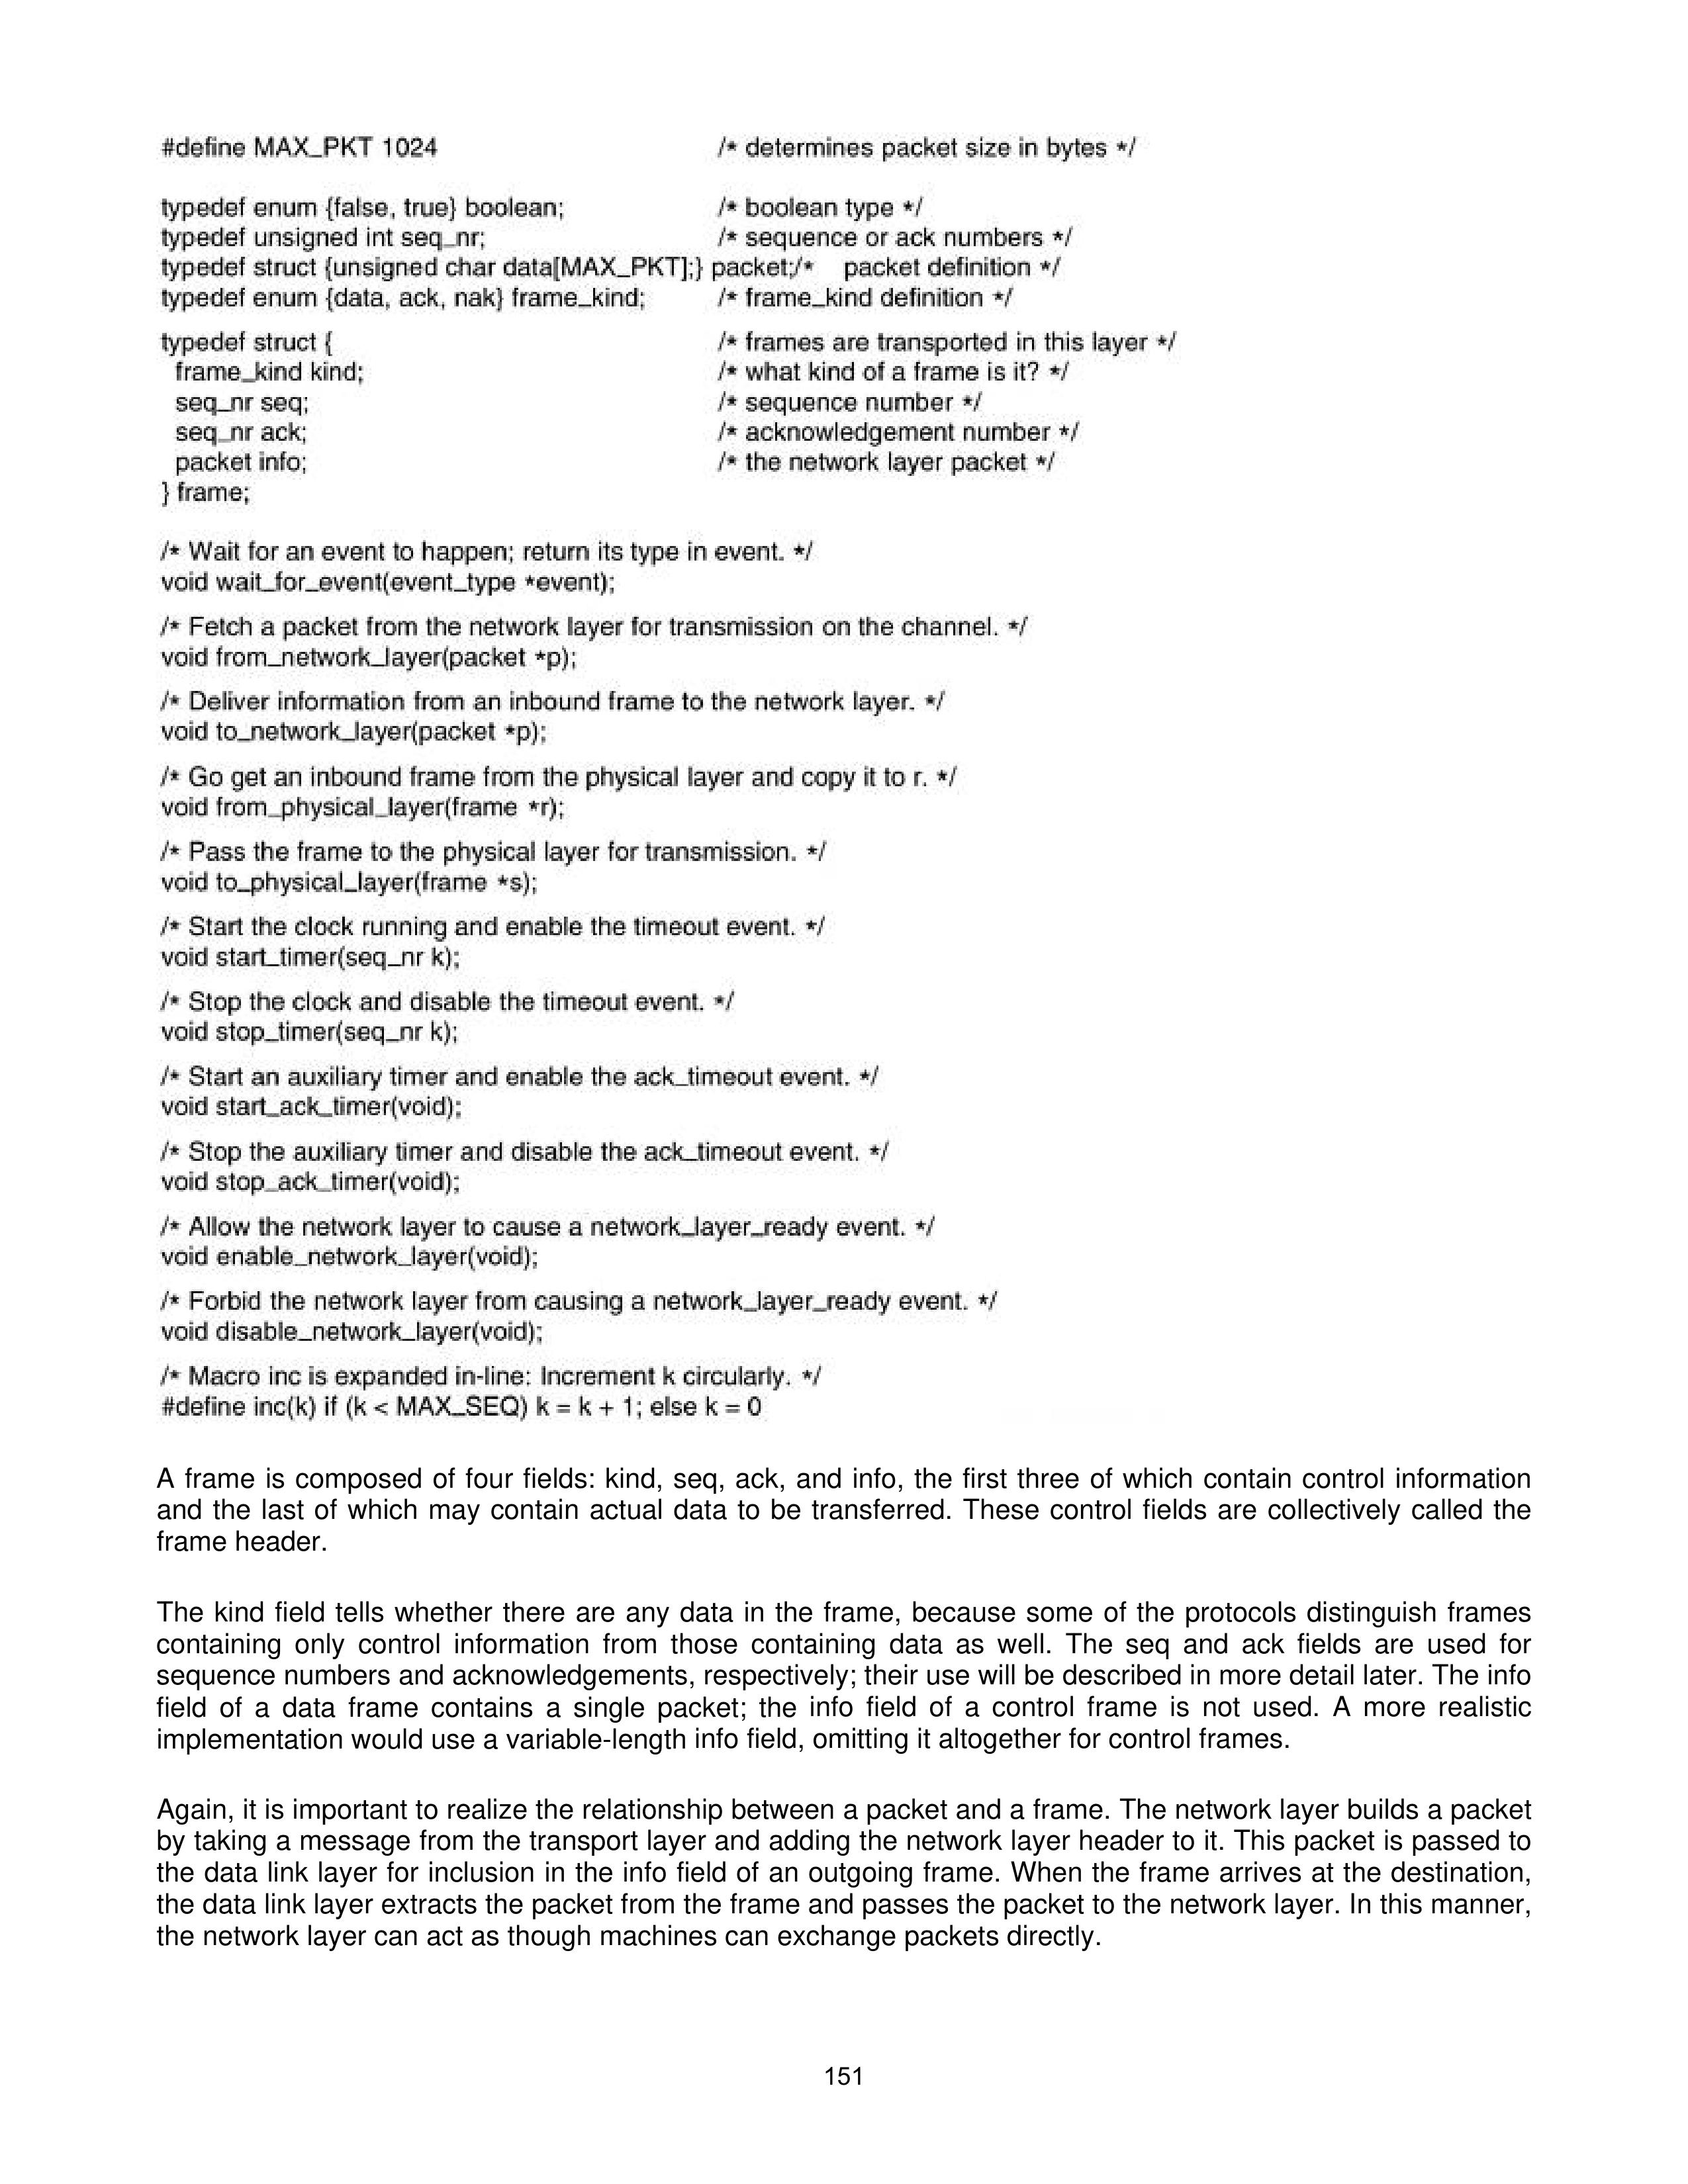 #define MAX_PKT 1024 /* determines packet size in bytes */
typedef enum {false, true} boolean; /* boolean type */
typedef unsigned int seq_nr; /* sequence or ack numbers */
typedef struct {unsigned char data[MAX_PKT];} packet;/* packet definition */
typedef enum {data, ack, nak} frame_kind; /* frame_kind definition */
typedef struct { /* frames are transported in this layer */
frame_kind kind; /* what kind of a frame is it? */
seq_nr seq; /* sequence number */
seq_nr ack; /* acknowledgement number */
packet info; /* the network layer packet */
} frame;
/* Wait for an event to happen; return its type in event. */
void wait_for_event(event_type *event);
/* Fetch a packet from the network layer for transmission on the channel. */
void from_network_layer(packet *p);
/* Deliver information from an inbound frame to the network layer. */
void to_network_layer(packet *p);
/* Go get an inbound frame from the physical layer and copy it to r. */
void from_physical_layer(frame *r);
/* Pass the frame to the physical layer for transmission. */
void to_physical_layer(frame *s);
/* Start the clock running and enable the timeout event. */
void start_timer(seq_nr k);
/* Stop the clock and disable the timeout event. */
void stop_timer(seq_nr k);
/* Start an auxiliary timer and enable the ack_timeout event. */
void start_ack_timer(void);
/* Stop the auxiliary timer and disable the ack_timeout event. */
void stop_ack_timer(void);
/* Allow the network layer to cause a network_layer_ready event. */
void enable_network_layer(void);
/* Forbid the network layer from causing a network_layer_ready event. */
void disable_network_layer(void);
/* Macro inc is expanded in-line: Increment k circularly. */
#define inc(k) if (k < MAX_SEQ) k = k + 1; else k = 0
A frame is composed of four fields: kind, seq, ack, and info, the first three of which contain control information
and the last of which may contain actual data to be transferred. These control fields are collectively called the
frame header.
The kind field tells whether there are any data in the frame, because some of the protocols distinguish frames
containing only control information from those containing data as well. The seq and ack fields are used for
sequence numbers and acknowledgements, respectively; their use will be described in more detail later. The info
field of a data frame contains a single packet; the info field of a control frame is not used. A more realistic
implementation would use a variable-length info field, omitting it altogether for control frames.
Again, it is important to realize the relationship between a packet and a frame. The network layer builds a packet
by taking a message from the transport layer and adding the network layer header to it. This packet is passed to
the data link layer for inclusion in the info field of an outgoing frame. When the frame arrives at the destination,
the data link layer extracts the packet from the frame and passes the packet to the network layer. In this manner,
the network layer can act as though machines can exchange packets directly.
151